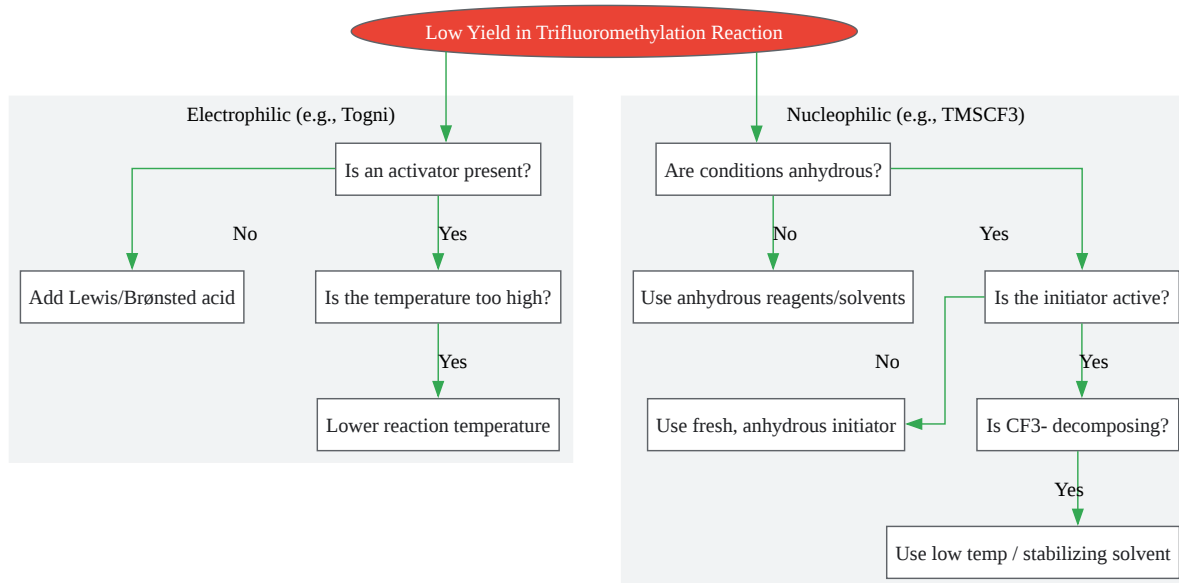 Low Yield in Trifluoromethylation Reaction
Electrophilic (e.g., Togni)
Is an activator present?
No
Yes
Add Lewis/Brønsted acid
Is the temperature too high?
Yes
Lower reaction temperature
Nucleophilic (e.g., TMSCF3)
Are conditions anhydrous?
No
Yes
Use anhydrous reagents/solvents
Is the initiator active?
No
Yes
Use fresh, anhydrous initiator
Is CF3- decomposing?
Yes
Use low temp / stabilizing solvent